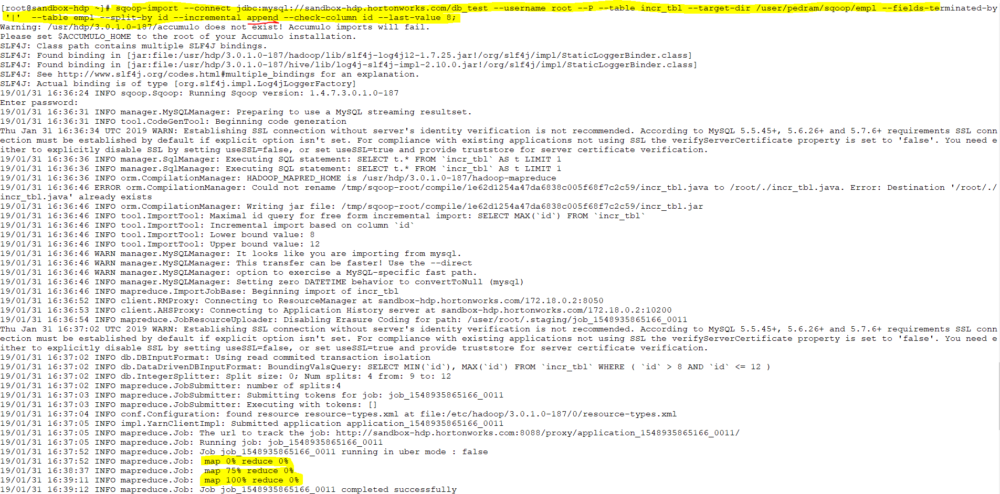 [root@sandbox-hdp ~]# sqoop-import --connect jdbc:mysql://sandbox-hdp.hortonworks.com/db_test --username root --P --table incr_tbl --target-dir /user/pedram/sqoop/empl --fields-terminated-by
'|'  --table empl --split-by id --incremental append --check-column id --last-value 8;
Warning: /usr/hdp/3.0.1.0-187/accumulo does not exist! Accumulo imports will fail.
Please set $ACCUMULO_HOME to the root of your Accumulo installation.
SLF4J: Class path contains multiple SLF4J bindings.
SLF4J: Found binding in [jar:file:/usr/hdp/3.0.1.0-187/hadoop/lib/slf4j-log4j12-1.7.25.jar!/org/slf4j/impl/StaticLoggerBinder.class]
SLF4J: Found binding in [jar:file:/usr/hdp/3.0.1.0-187/hive/lib/log4j-slf4j-impl-2.10.0.jar!/org/slf4j/impl/StaticLoggerBinder.class]
SLF4J: See http://www.slf4j.org/codes.html#multiple_bindings for an explanation.
SLF4J: Actual binding is of type [org.slf4j.impl.Log4jLoggerFactory]
19/01/31 16:36:24 INFO sqoop.Sqoop: Running Sqoop version: 1.4.7.3.0.1.0-187
Enter password:
19/01/31 16:36:31 INFO manager.MySQLManager: Preparing to use a MySQL streaming resultset.
19/01/31 16:36:31 INFO tool.CodeGenTool: Beginning code generation
Thu Jan 31 16:36:34 UTC 2019 WARN: Establishing SSL connection without server's identity verification is not recommended. According to MySQL 5.5.45+, 5.6.26+ and 5.7.6+ requirements SSL conn
ection must be established by default if explicit option isn't set. For compliance with existing applications not using SSL the verifyServerCertificate property is set to 'false'. You need e
ither to explicitly disable SSL by setting useSSL=false, or set useSSL=true and provide truststore for server certificate verification.
19/01/31 16:36:36 INFO manager.SqlManager: Executing SQL statement: SELECT t.* FROM `incr_tbl` AS t LIMIT 1
19/01/31 16:36:36 INFO manager.SqlManager: Executing SQL statement: SELECT t.* FROM `incr_tbl` AS t LIMIT 1
19/01/31 16:36:36 INFO orm.CompilationManager: HADOOP_MAPRED_HOME is /usr/hdp/3.0.1.0-187/hadoop-mapreduce
19/01/31 16:36:46 ERROR orm.CompilationManager: Could not rename /tmp/sqoop-root/compile/1e62d1254a47da6838c005f68f7c2c59/incr_tbl.java to /root/./incr_tbl.java. Error: Destination '/root/./
incr_tbl.java' already exists
19/01/31 16:36:46 INFO orm.CompilationManager: Writing jar file: /tmp/sqoop-root/compile/1e62d1254a47da6838c005f68f7c2c59/incr_tbl.jar
19/01/31 16:36:46 INFO tool.ImportTool: Maximal id query for free form incremental import: SELECT MAX(`id`) FROM `incr_tbl`
19/01/31 16:36:46 INFO tool.ImportTool: Incremental import based on column `id`
19/01/31 16:36:46 INFO tool.ImportTool: Lower bound value: 8
19/01/31 16:36:46 INFO tool.ImportTool: Upper bound value: 12
19/01/31 16:36:46 WARN manager.MySQLManager: It looks like you are importing from mysql.
19/01/31 16:36:46 WARN manager.MySQLManager: This transfer can be faster! Use the --direct
19/01/31 16:36:46 WARN manager.MySQLManager: option to exercise a MySQL-specific fast path.
19/01/31 16:36:46 INFO manager.MySQLManager: Setting zero DATETIME behavior to convertToNull (mysql)
19/01/31 16:36:46 INFO mapreduce.ImportJobBase: Beginning import of incr_tbl
19/01/31 16:36:52 INFO client.RMProxy: Connecting to ResourceManager at sandbox-hdp.hortonworks.com/172.18.0.2:8050
19/01/31 16:36:53 INFO client.AHSProxy: Connecting to Application History server at sandbox-hdp.hortonworks.com/172.18.0.2:10200
19/01/31 16:36:54 INFO mapreduce.JobResourceUploader: Disabling Erasure Coding for path: /user/root/.staging/job_1548935865166_0011
Thu Jan 31 16:37:02 UTC 2019 WARN: Establishing SSL connection without server's identity verification is not recommended. According to MySQL 5.5.45+, 5.6.26+ and 5.7.6+ requirements SSL conn
ection must be established by default if explicit option isn't set. For compliance with existing applications not using SSL the verifyServerCertificate property is set to 'false'. You need e
ither to explicitly disable SSL by setting useSSL=false, or set useSSL=true and provide truststore for server certificate verification.
19/01/31 16:37:02 INFO db.DBInputFormat: Using read commited transaction isolation
19/01/31 16:37:02 INFO db.DataDrivenDBInputFormat: BoundingValsQuery: SELECT MIN(`id`), MAX(`id`) FROM `incr_tbl` WHERE ( `id` > 8 AND `id` <= 12 )
19/01/31 16:37:02 INFO db.IntegerSplitter: Split size: 0; Num splits: 4 from: 9 to: 12
19/01/31 16:37:02 INFO mapreduce.JobSubmitter: number of splits:4
19/01/31 16:37:03 INFO mapreduce.JobSubmitter: Submitting tokens for job: job_1548935865166_0011
19/01/31 16:37:03 INFO mapreduce.JobSubmitter: Executing with tokens: []
19/01/31 16:37:04 INFO conf.Configuration: found resource resource-types.xml at file:/etc/hadoop/3.0.1.0-187/0/resource-types.xml
19/01/31 16:37:05 INFO impl.YarnClientImpl: Submitted application application_1548935865166_0011
19/01/31 16:37:05 INFO mapreduce.Job: The url to track the job: http://sandbox-hdp.hortonworks.com:8088/proxy/application_1548935865166_0011/
19/01/31 16:37:05 INFO mapreduce.Job: Running job: job_1548935865166_0011
19/01/31 16:37:52 INFO mapreduce.Job: Job job_1548935865166_0011 running in uber mode : false
19/01/31 16:37:52 INFO mapreduce.Job:  map 0% reduce 0%
19/01/31 16:38:37 INFO mapreduce.Job:  map 75% reduce 0%
19/01/31 16:39:11 INFO mapreduce.Job:  map 100% reduce 0%
19/01/31 16:39:12 INFO mapreduce.Job: Job job_1548935865166_0011 completed successfully